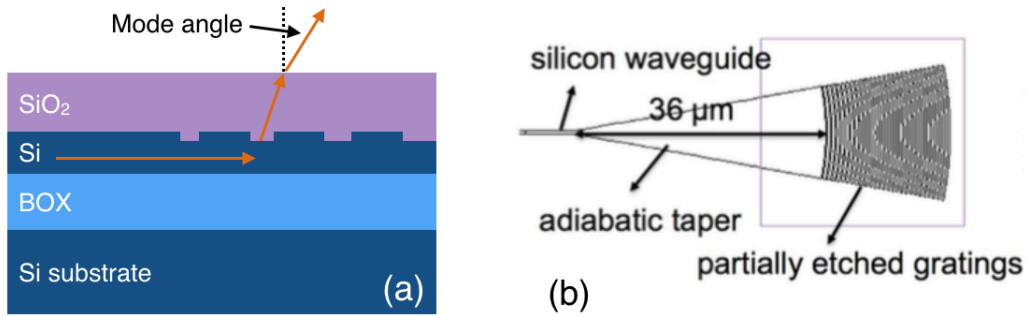 Mode angle
SiO₂
Si
BOX
Si substrate
(a)
silicon waveguide
36 µm
adiabatic taper
partially etched gratings
(b)